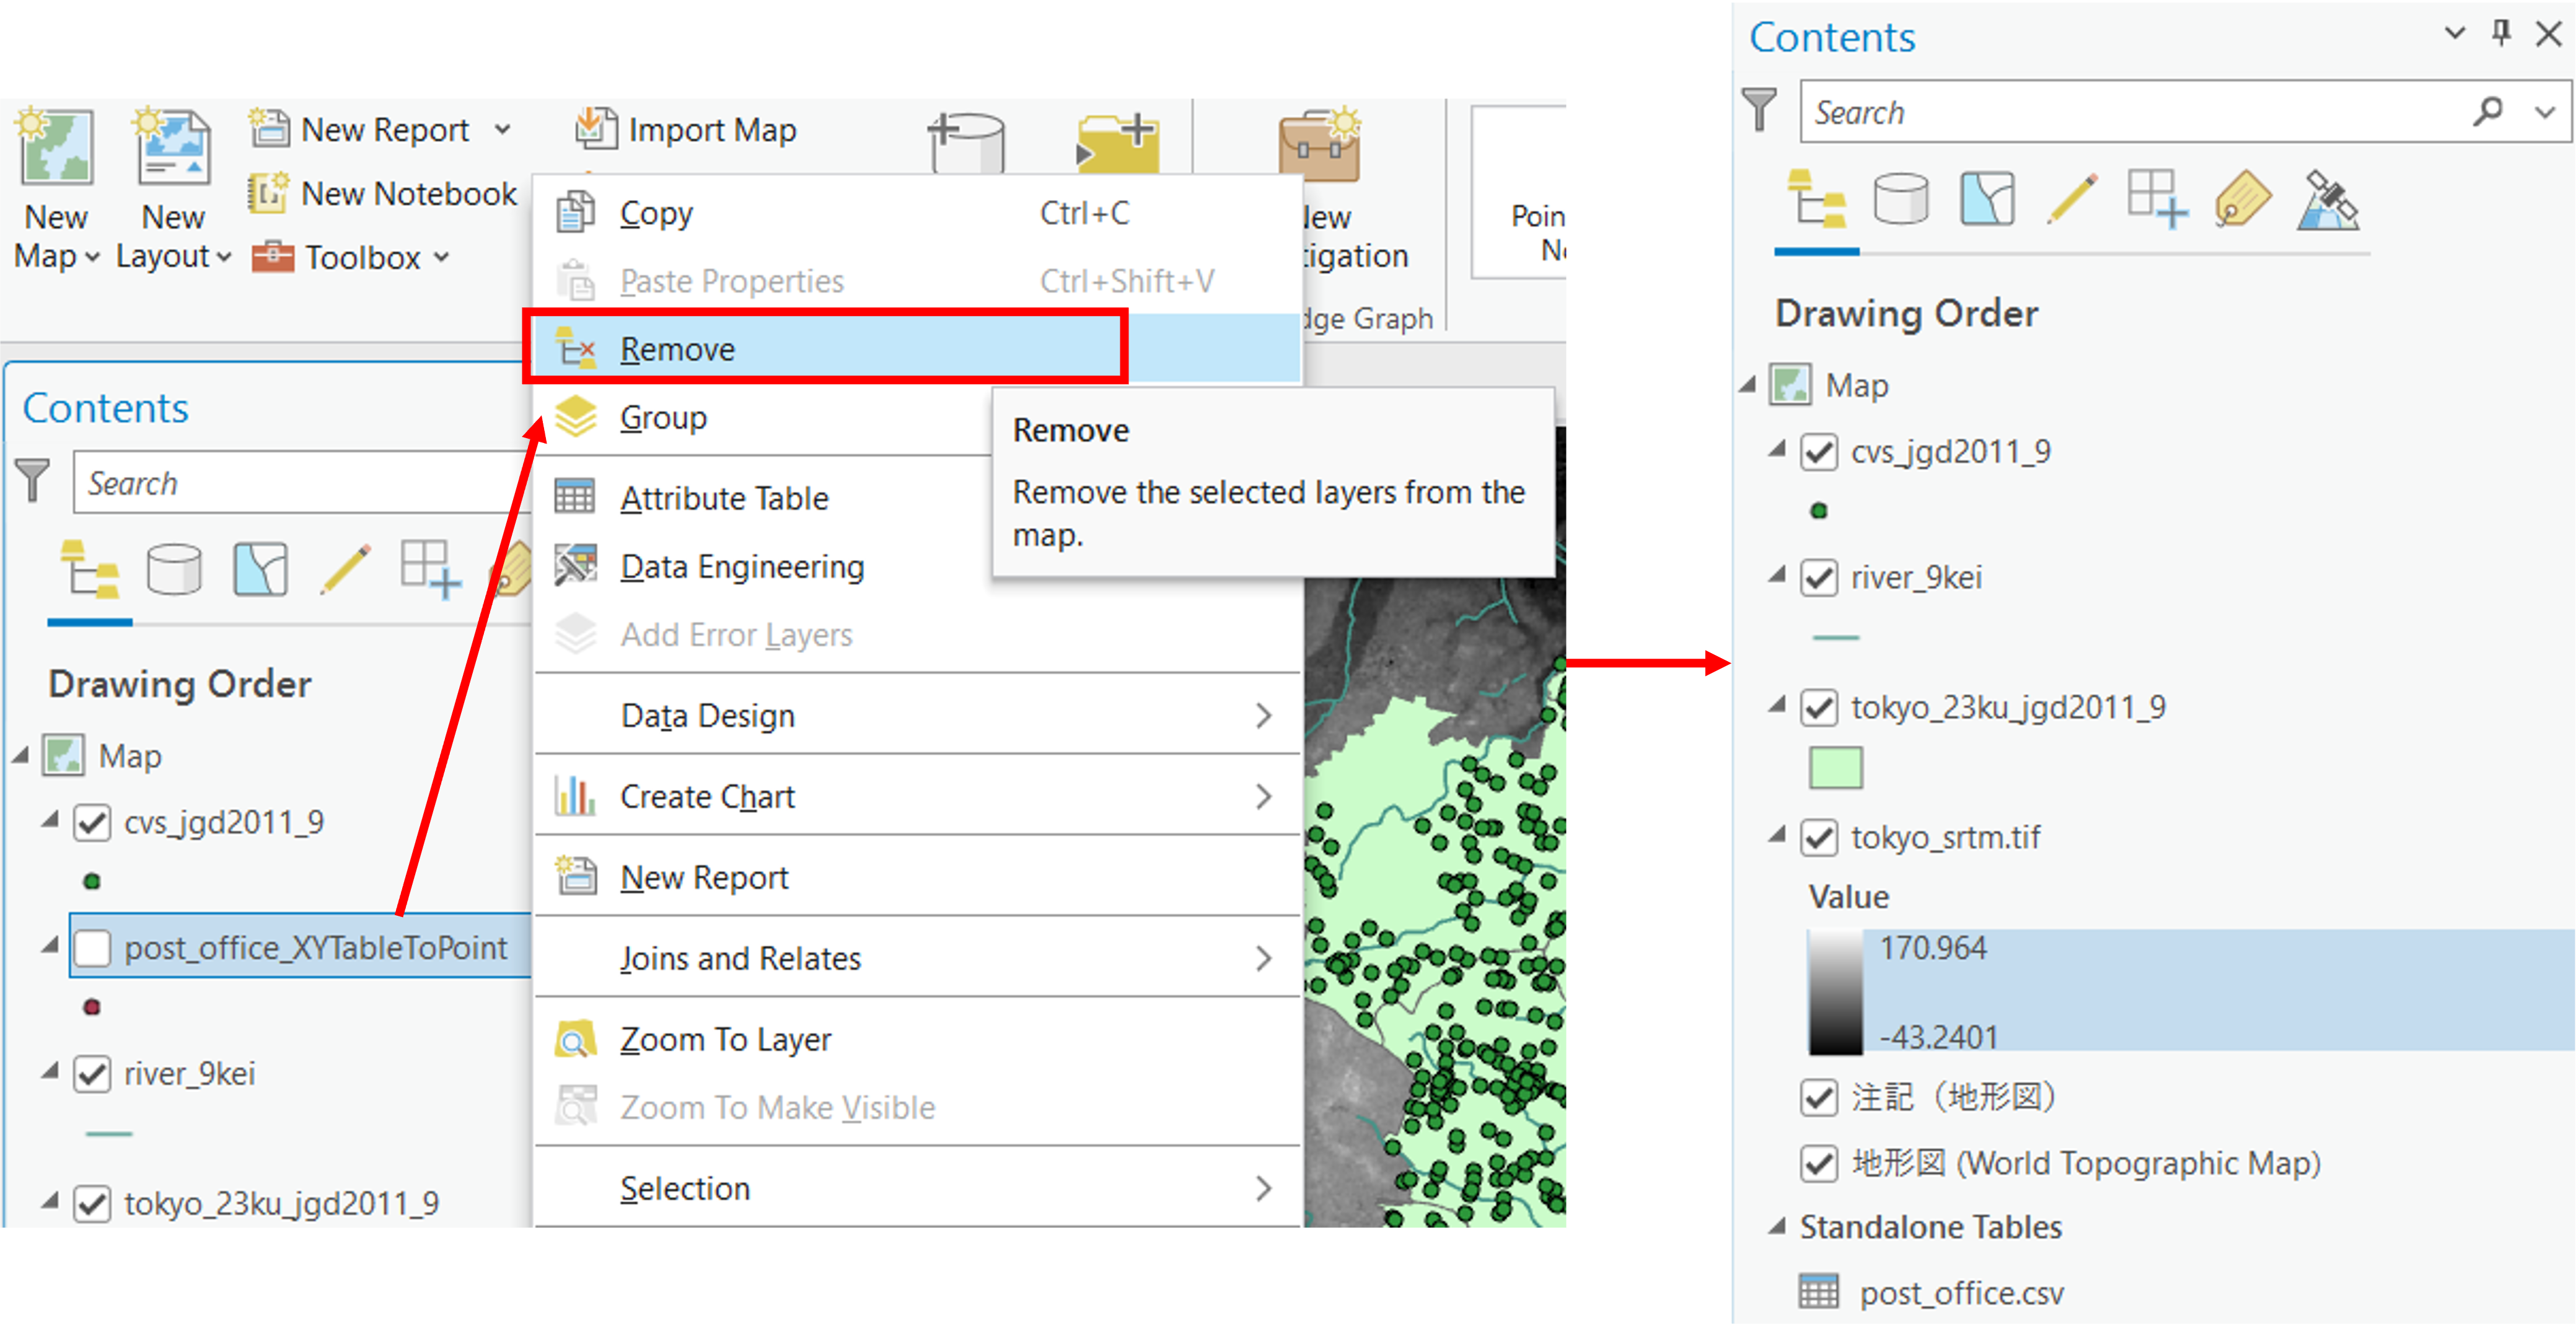 New Map
New Layout
New Report
New Notebook
Toolbox
Import Map
New
Contents
Search
Drawing Order
Map
cvs_jgd2011_9
post_office_XYTableToPoint
river_9kei
tokyo_23ku_jgd2011_9
Copy Ctrl+C
Paste Properties Ctrl+Shift+V
Remove
Group
Attribute Table
Data Engineering
Add Error Layers
Data Design
Create Chart
New Report
Joins and Relates
Zoom To Layer
Zoom To Make Visible
Selection
Remove
Remove the selected layers from the
map.
tigation
dge Graph
Poin
Contents
Search
Drawing Order
Map
cvs_jgd2011_9
river_9kei
tokyo_23ku_jgd2011_9
tokyo_srtm.tif
Value
170.964
-43.2401
注記（地形図）
地形図 (World Topographic Map)
Standalone Tables
post_office.csv